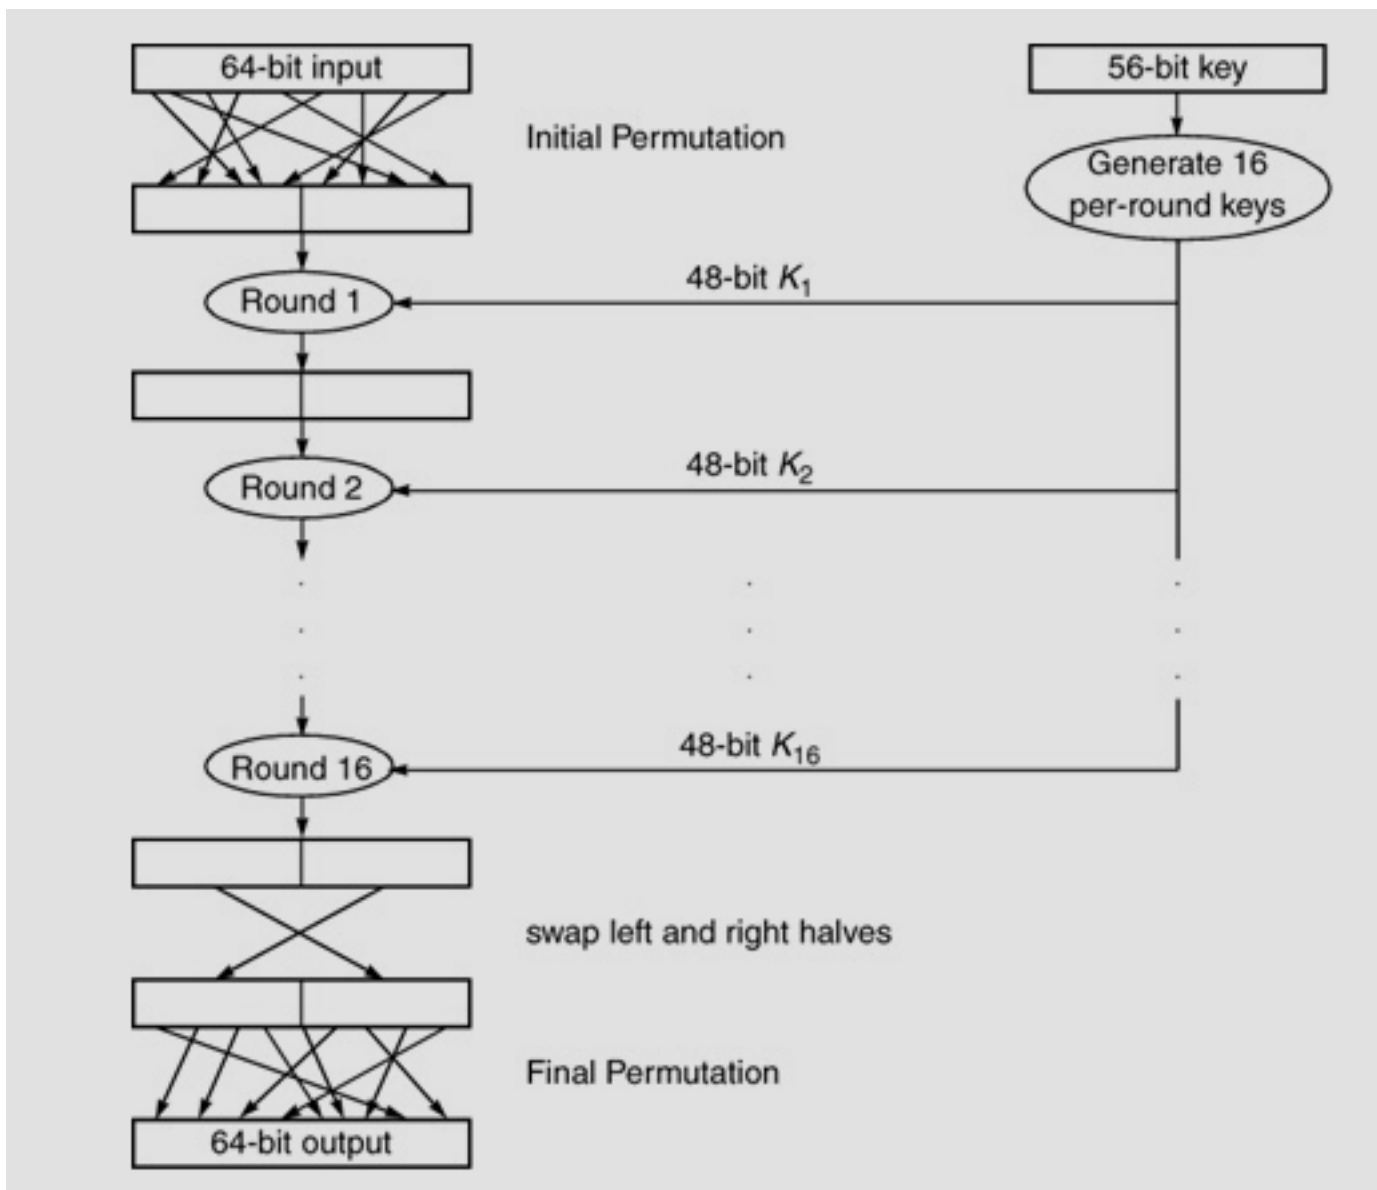 64-bit input
56-bit key
Initial Permutation
Generate 16
per-round keys
48-bit K1
Round 1
48-bit K2
Round 2
48-bit K16
Round 16
swap left and right halves
Final Permutation
64-bit output